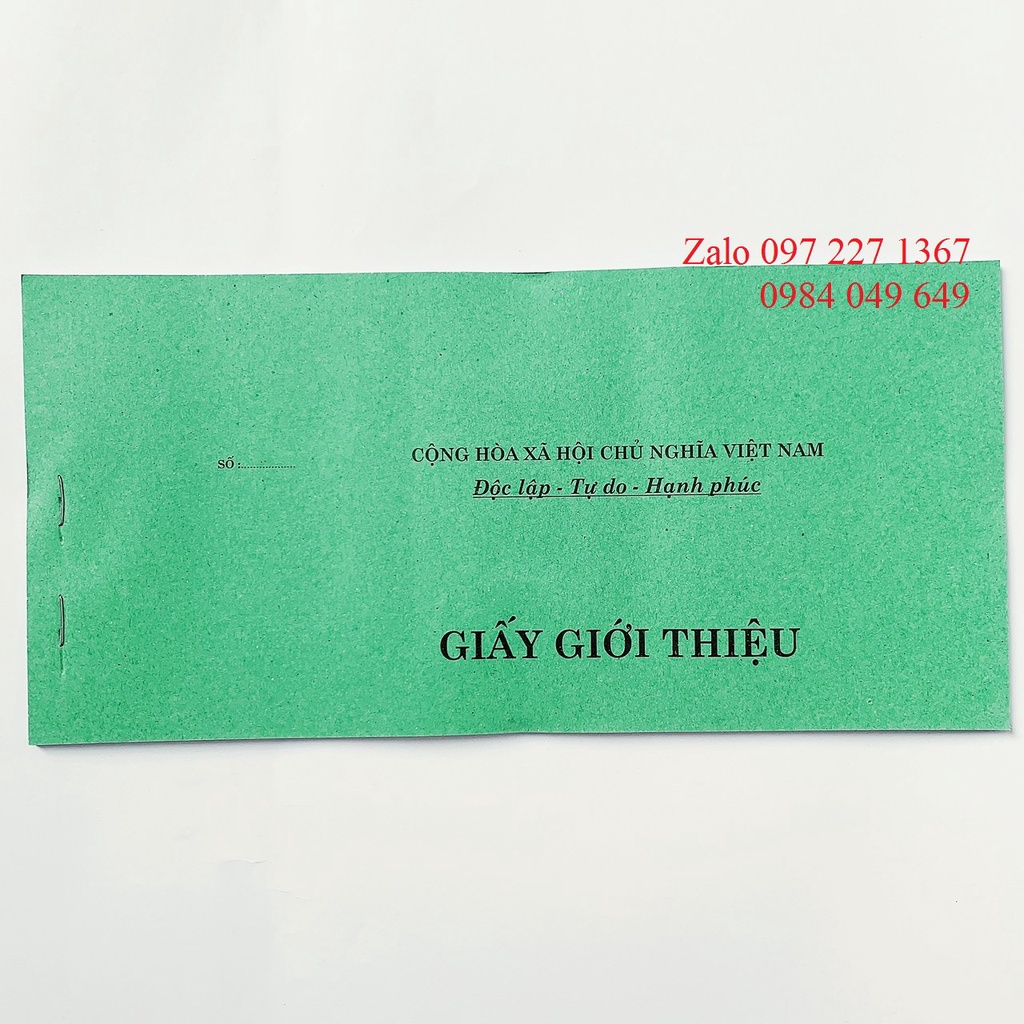 Zalo 097 227 1367
0984 049 649
SỐ :..................
CỘNG HÒA XÃ HỘI CHỦ NGHĨA VIỆT NAM
Độc lập - Tự do - Hạnh phúc
GIẤY GIỚI THIỆU